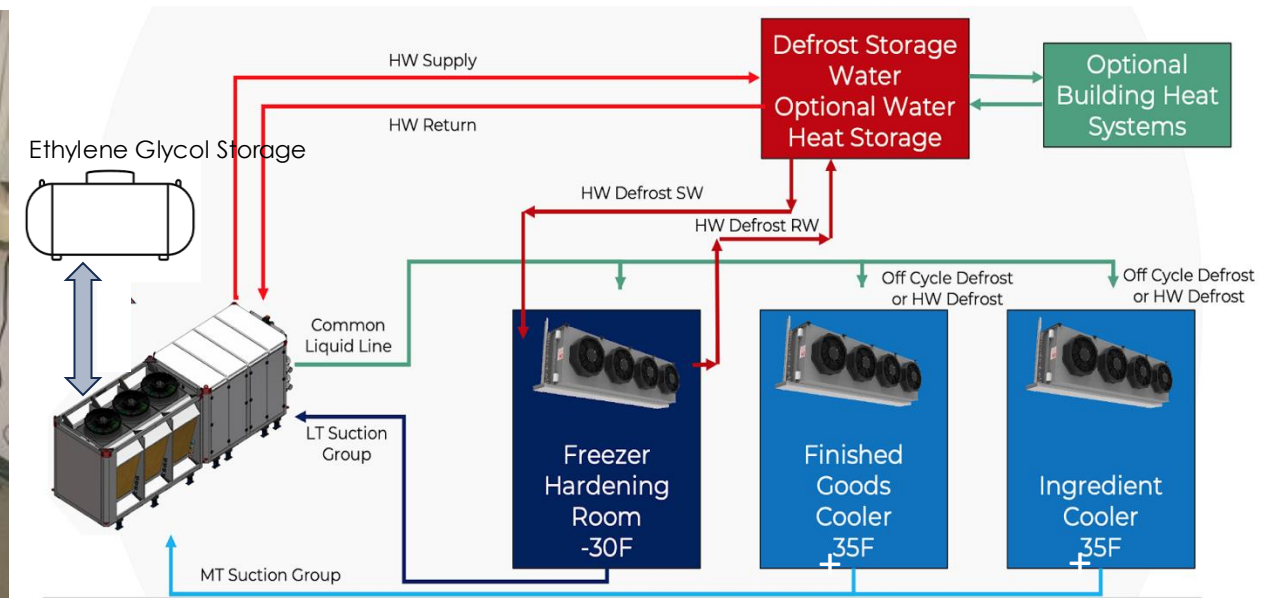 HW Supply
HW Return
Defrost Storage
Water
Optional Water
Heat Storage
Optional
Building Heat
Systems
Ethylene Glycol Storage
HW Defrost SW
HW Defrost RW
Common
Liquid Line
Off Cycle Defrost
or HW Defrost
Off Cycle Defrost
or HW Defrost
LT Suction
Group
MT Suction Group
Freezer
Hardening
Room
-30F
Finished
Goods
Cooler
+35F
Ingredient
Cooler
+35F